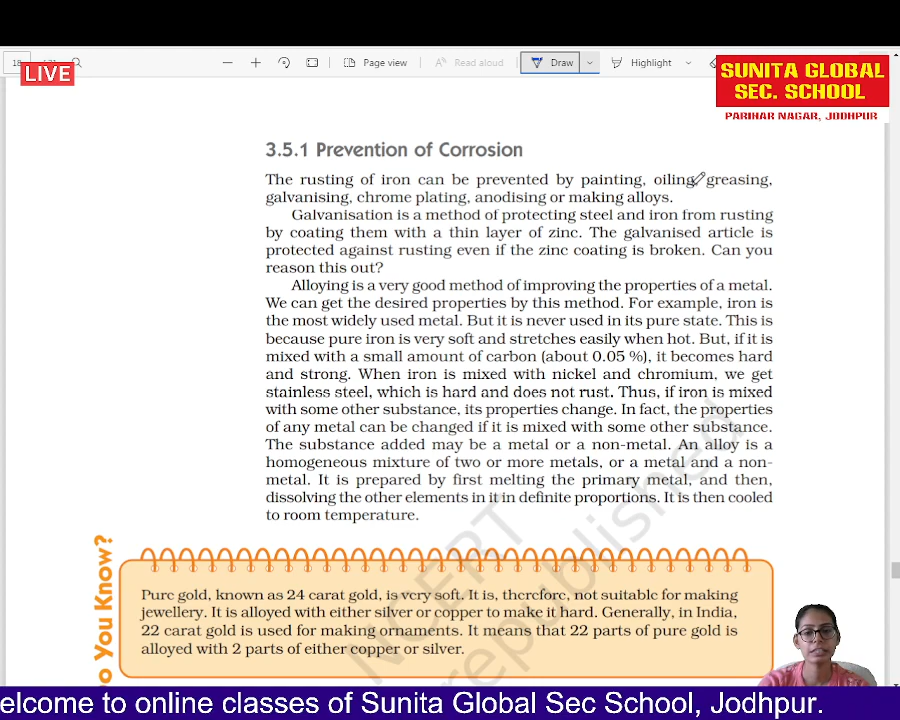 18
Page view
Read aloud
Draw
Highlight
LIVE
SUNITA GLOBAL
SEC. SCHOOL
PARIHAR NAGAR, JODHPUR
3.5.1 Prevention of Corrosion
The rusting of iron can be prevented by painting, oiling, greasing,
galvanising, chrome plating, anodising or making alloys.
Galvanisation is a method of protecting steel and iron from rusting
by coating them with a thin layer of zinc. The galvanised article is
protected against rusting even if the zinc coating is broken. Can you
reason this out?
Alloying is a very good method of improving the properties of a metal.
We can get the desired properties by this method. For example, iron is
the most widely used metal. But it is never used in its pure state. This is
because pure iron is very soft and stretches easily when hot. But, if it is
mixed with a small amount of carbon (about 0.05 %), it becomes hard
and strong. When iron is mixed with nickel and chromium, we get
stainless steel, which is hard and does not rust. Thus, if iron is mixed
with some other substance, its properties change. In fact, the properties
of any metal can be changed if it is mixed with some other substance.
The substance added may be a metal or a non-metal. An alloy is a
homogeneous mixture of two or more metals, or a metal and a non-
metal. It is prepared by first melting the primary metal, and then,
dissolving the other elements in it in definite proportions. It is then cooled
to room temperature.
NCERT
republished
o You Know?
Pure gold, known as 24 carat gold, is very soft. It is, therefore, not suitable for making
jewellery. It is alloyed with either silver or copper to make it hard. Generally, in India,
22 carat gold is used for making ornaments. It means that 22 parts of pure gold is
alloyed with 2 parts of either copper or silver.
elcome to online classes of Sunita Global Sec School, Jodhpur.